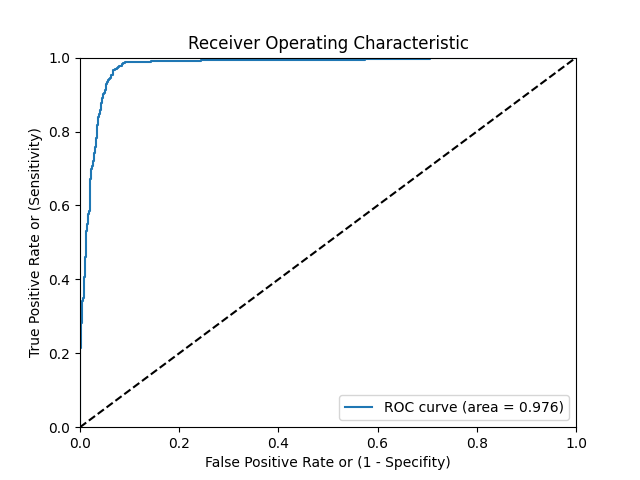 Receiver Operating Characteristic
1.0
0.8
0.6
0.4
0.2
0.0
True Positive Rate or (Sensitivity)
ROC curve (area = 0.976)
0.0 0.2 0.4 0.6 0.8 1.0
False Positive Rate or (1 - Specifity)